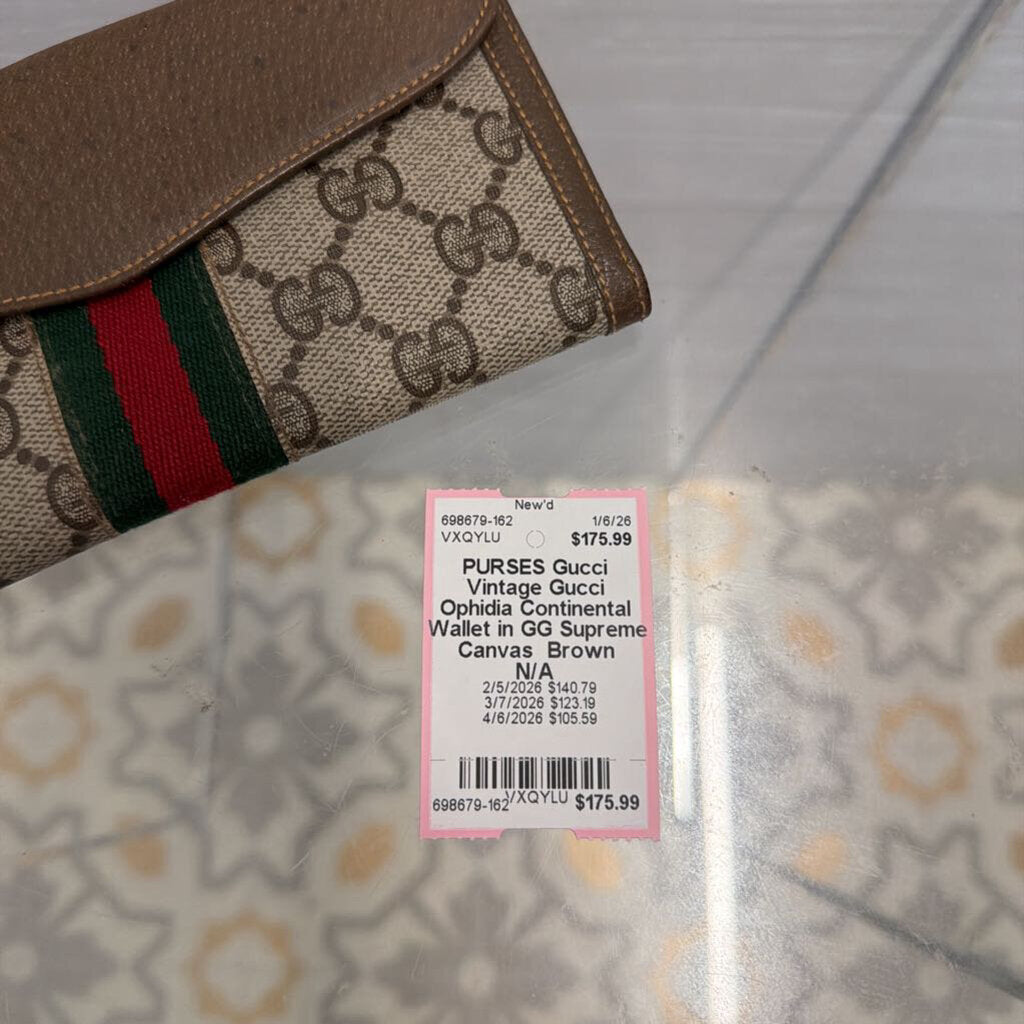 New'd
698679-162 1/6/26
VXQYLU $175.99
PURSES Gucci
Vintage Gucci
Ophidia Continental
Wallet in GG Supreme
Canvas Brown
N/A
2/5/2026 $140.79
3/7/2026 $123.19
4/6/2026 $105.59
698679-162 VXQYLU $175.99